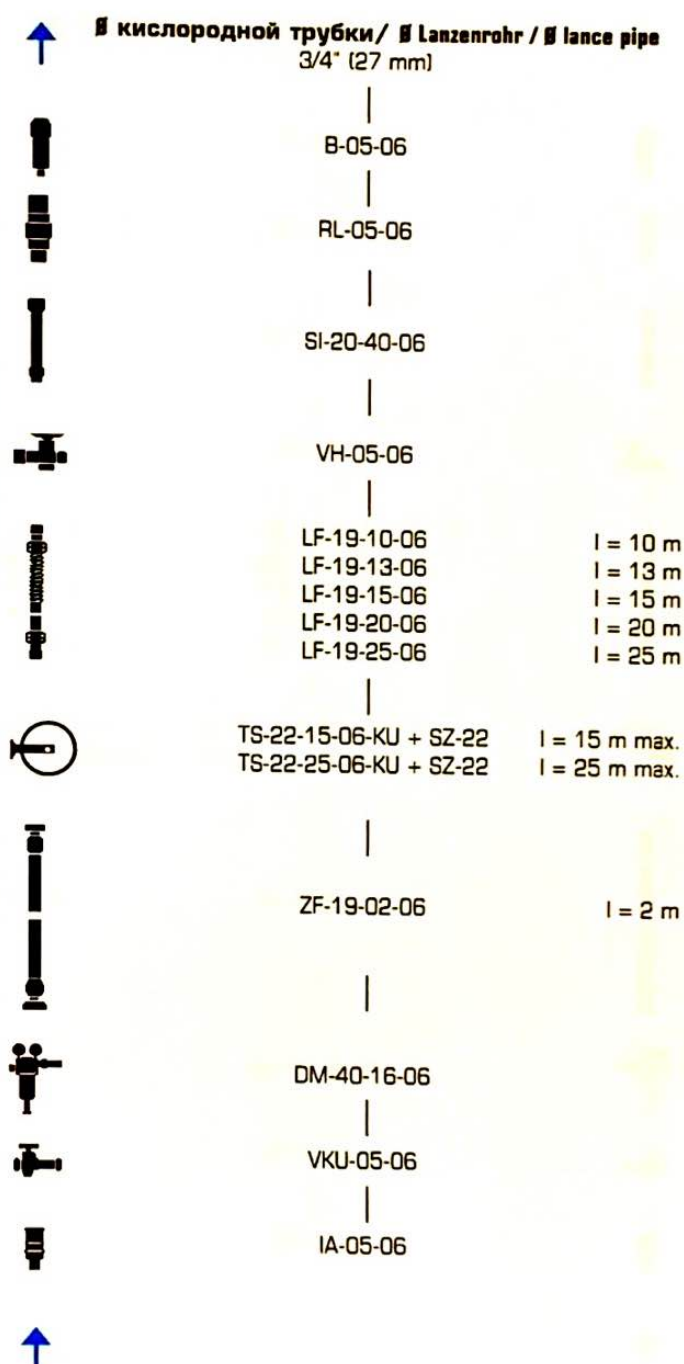 Ø кислородной трубки/ Ø Lanzenrohr / Ø lance pipe
3/4" (27 mm)
B-05-06
RL-05-06
SI-20-40-06
VH-05-06
LF-19-10-06 l = 10 m
LF-19-13-06 l = 13 m
LF-19-15-06 l = 15 m
LF-19-20-06 l = 20 m
LF-19-25-06 l = 25 m
TS-22-15-06-KU + SZ-22 l = 15 m max.
TS-22-25-06-KU + SZ-22 l = 25 m max.
ZF-19-02-06 l = 2 m
DM-40-16-06
VKU-05-06
IA-05-06